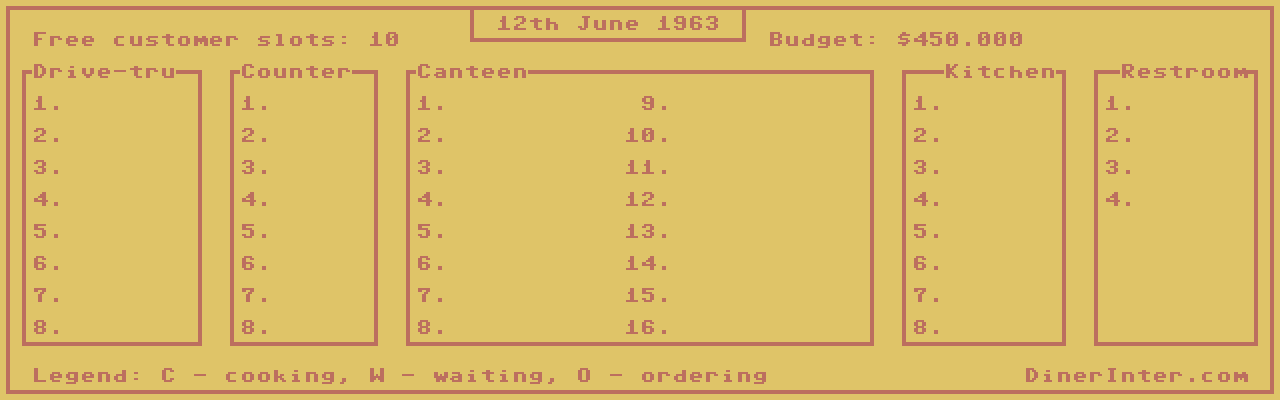 12th June 1963
Free customer slots: 10 Budget: $450.000
Drive-tru Counter Canteen Kitchen Restroom
1. 1. 1. 9. 1. 1.
2. 2. 2. 10. 2. 2.
3. 3. 3. 11. 3. 3.
4. 4. 4. 12. 4. 4.
5. 5. 5. 13. 5.
6. 6. 6. 14. 6.
7. 7. 7. 15. 7.
8. 8. 8. 16. 8.
Legend: C - cooking, W - waiting, O - ordering DinerInter.com